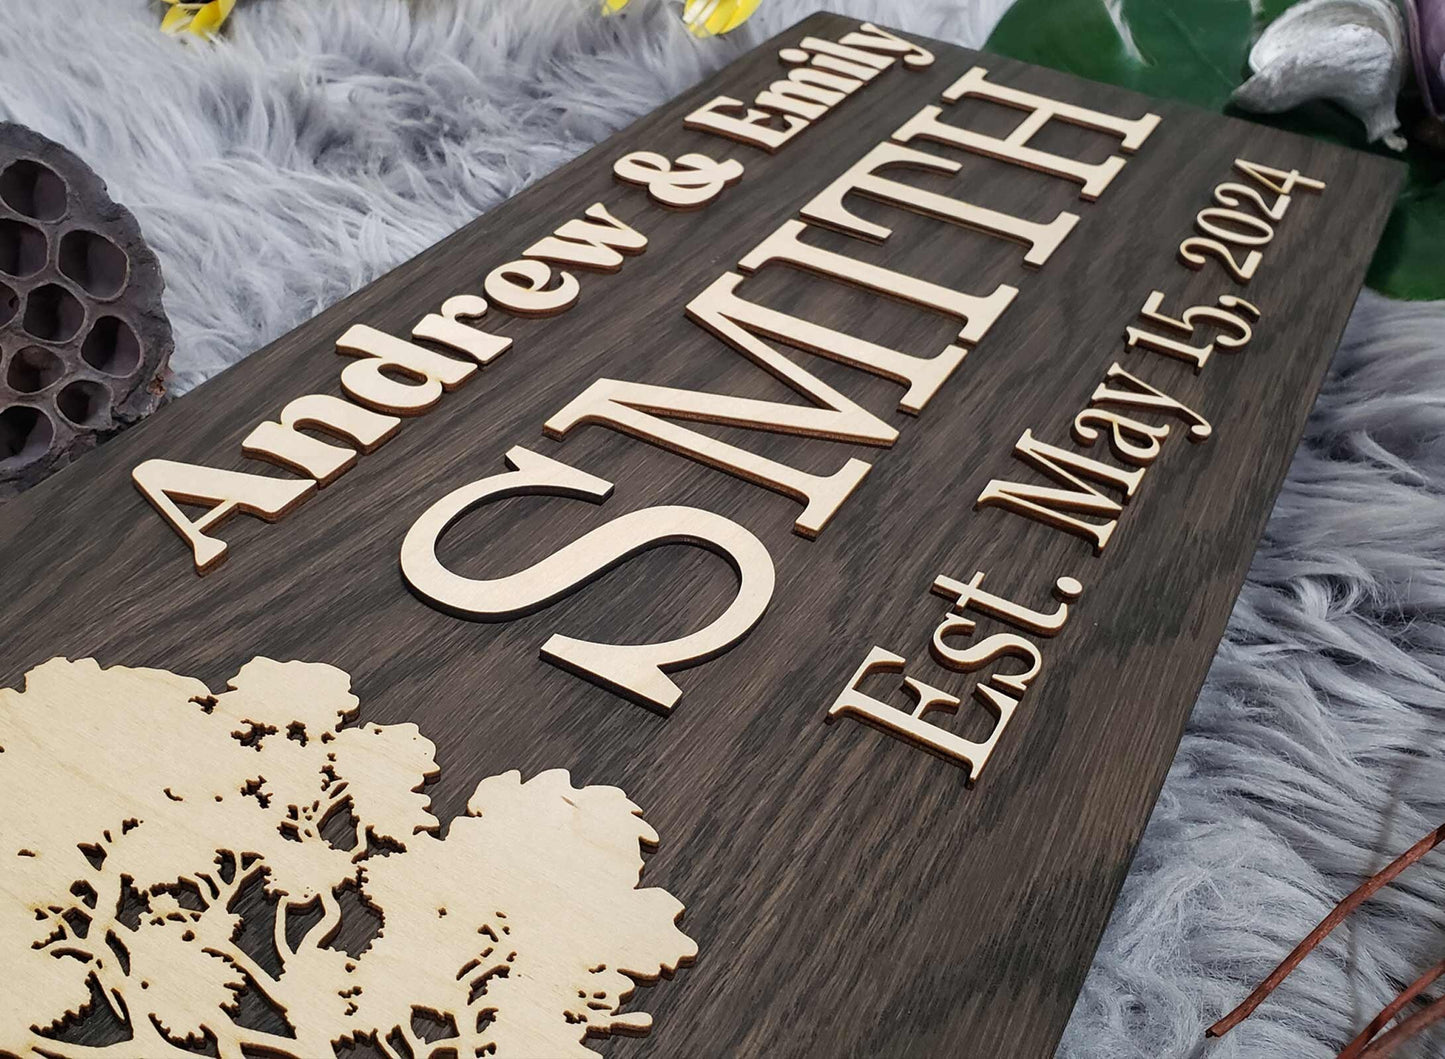 Andrew & Emily
SMITH
Est. May 15, 2024